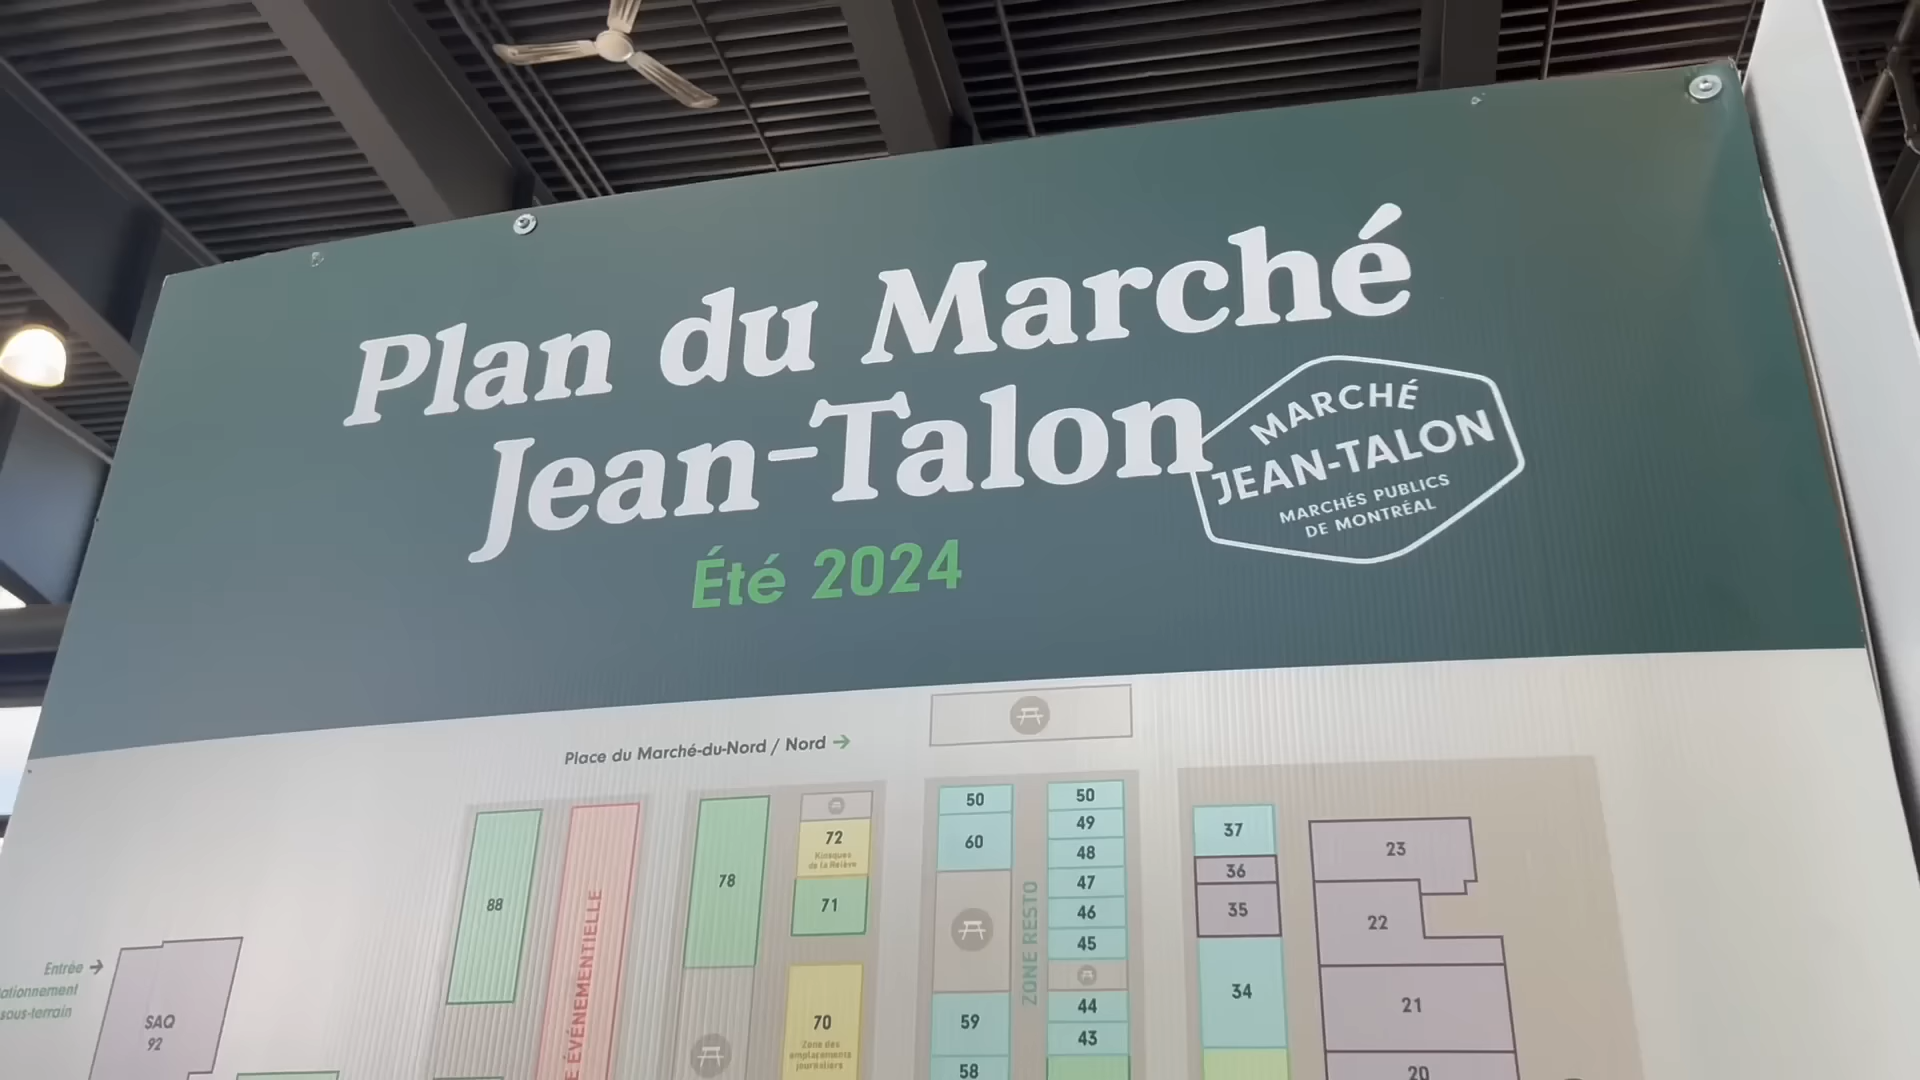 Plan du Marché
Jean-Talon
MARCHÉ
JEAN-TALON
MARCHÉS PUBLICS
DE MONTRÉAL
Été 2024
Place du Marché-du-Nord / Nord →
50
60
59
58
ZONE RESTO
50
49
48
47
46
45
44
43
37
36
35
34
23
22
21
20
88
ÉVÉNEMENTIELLE
78
72
Kiosques
de la Relève
71
70
Zone des
emplacements
journaliers
Entrée →
sous-terrain
SAQ
92